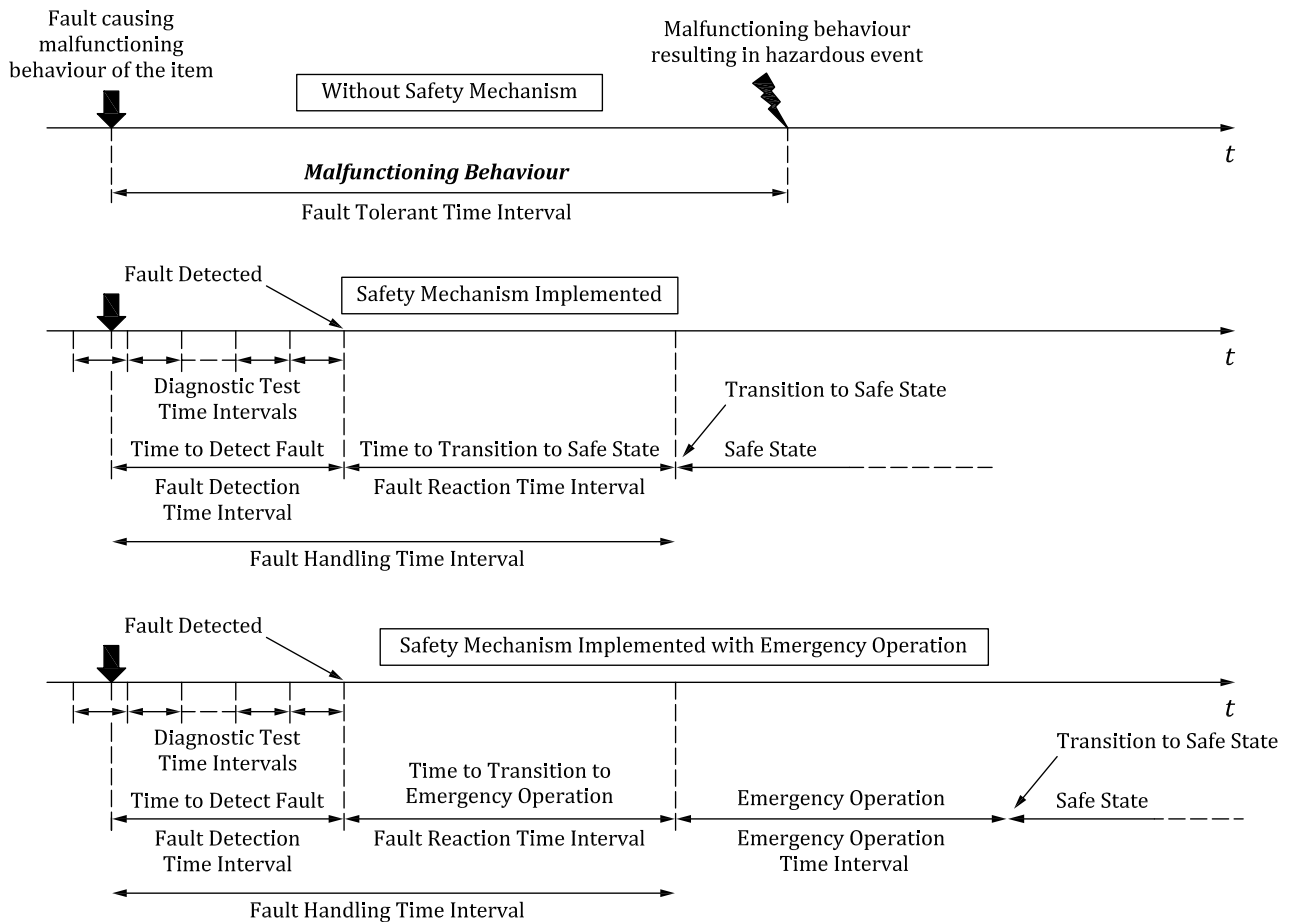 Fault causing
malfunctioning
behaviour of the item
Malfunctioning behaviour
resulting in hazardous event
Without Safety Mechanism
t
Malfunctioning Behaviour
Fault Tolerant Time Interval
Fault Detected
Safety Mechanism Implemented
t
Diagnostic Test
Time Intervals
Transition to Safe State
Time to Detect Fault
Time to Transition to Safe State
Safe State
Fault Detection
Time Interval
Fault Reaction Time Interval
Fault Handling Time Interval
Fault Detected
Safety Mechanism Implemented with Emergency Operation
t
Diagnostic Test
Time Intervals
Transition to Safe State
Time to Detect Fault
Time to Transition to
Emergency Operation
Emergency Operation
Safe State
Fault Detection
Time Interval
Fault Reaction Time Interval
Emergency Operation
Time Interval
Fault Handling Time Interval